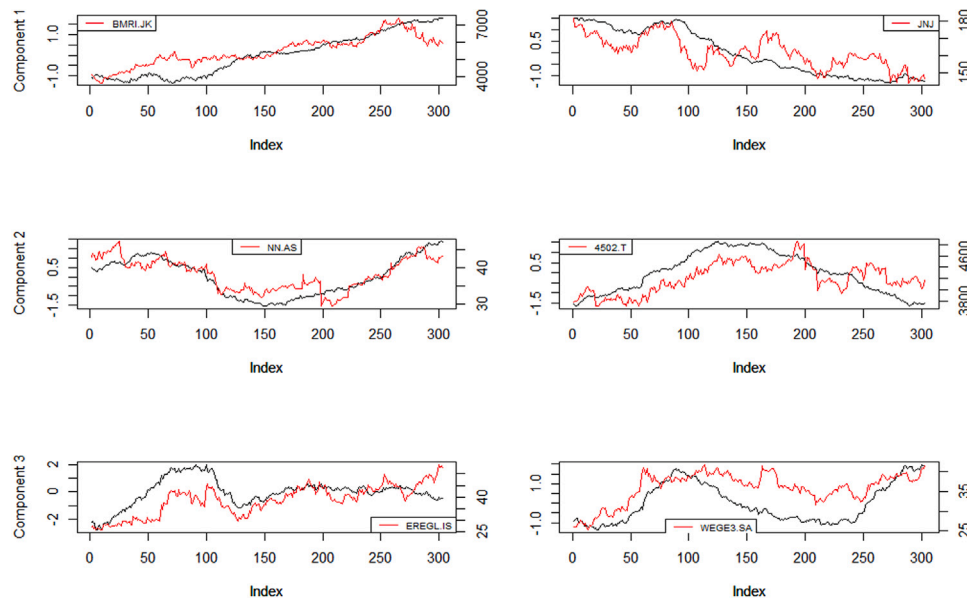 Component 1
-1.0
1.0
BMRI.JK
4000
7000
0 50 100 150 200 250 300
Index
-1.0
0.5
JNJ
150
180
0 50 100 150 200 250 300
Index
Component 2
-1.5
0.5
NN.AS
30
40
0 50 100 150 200 250 300
Index
-1.5
0.5
4502.T
3800
4600
0 50 100 150 200 250 300
Index
Component 3
-2
0
2
EREGL.IS
25
40
0 50 100 150 200 250 300
Index
-1.0
1.0
WEGE3.SA
25
35
0 50 100 150 200 250 300
Index